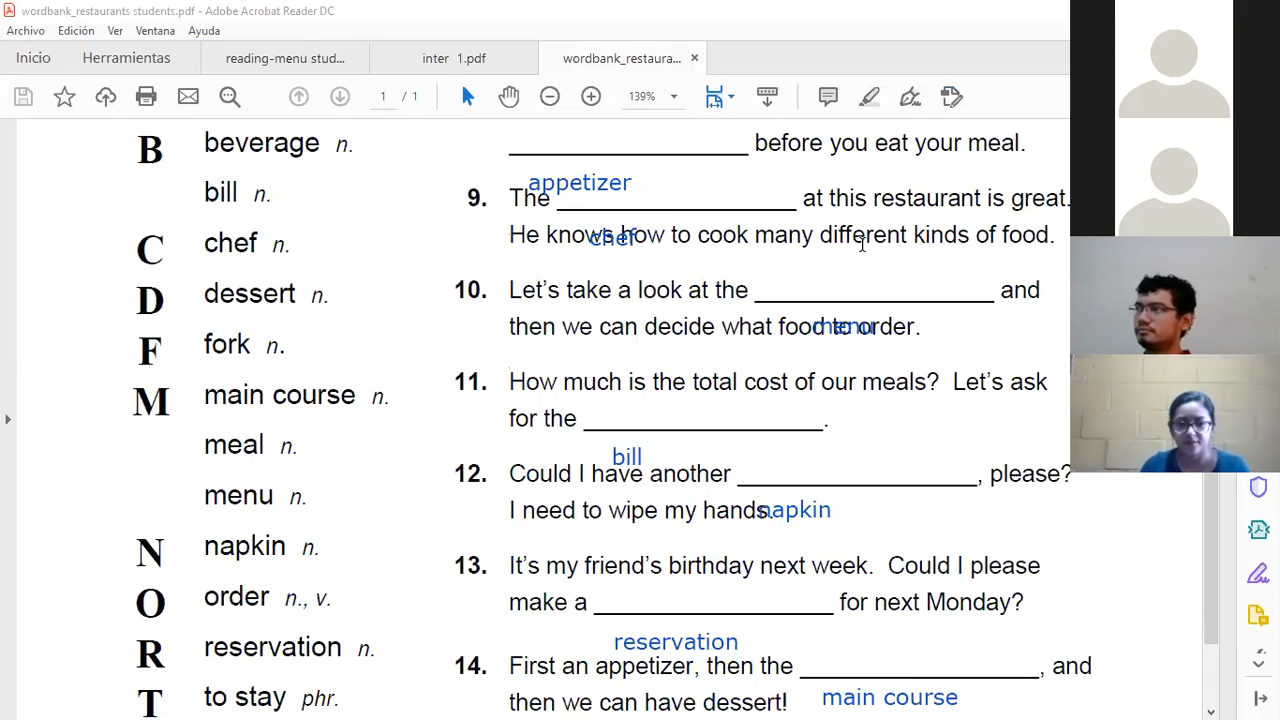 wordbank_restaurants students.pdf - Adobe Acrobat Reader DC
Archivo Edición Ver Ventana Ayuda
Inicio Herramientas reading-menu stud... inter 1.pdf wordbank_restaura... ×
1 / 1 139%
B beverage n.
bill n.
C chef n.
D dessert n.
F fork n.
M main course n.
meal n.
menu n.
N napkin n.
O order n., v.
R reservation n.
T to stay phr.
____________ before you eat your meal.
appetizer
9. The ____________ at this restaurant is great.
He knows how to cook many different kinds of food.
chef
10. Let's take a look at the ____________ and
then we can decide what food to order.
menu
11. How much is the total cost of our meals? Let's ask
for the ____________.
bill
12. Could I have another ____________, please?
I need to wipe my hands.
napkin
13. It's my friend's birthday next week. Could I please
make a ____________ for next Monday?
reservation
14. First an appetizer, then the ____________, and
then we can have dessert!
main course